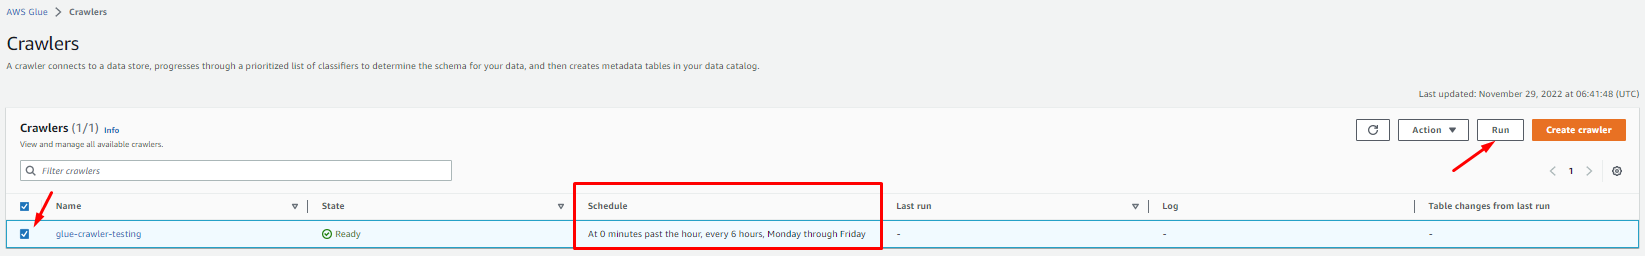 AWS Glue > Crawlers
Crawlers
A crawler connects to a data store, progresses through a prioritized list of classifiers to determine the schema for your data, and then creates metadata tables in your data catalog.
Last updated: November 29, 2022 at 06:41:48 (UTC)
Crawlers (1/1) Info
View and manage all available crawlers.
Action Run Create crawler
Filter crawlers
1
Name State Schedule Last run Log Table changes from last run
glue-crawler-testing Ready At 0 minutes past the hour, every 6 hours, Monday through Friday - - -